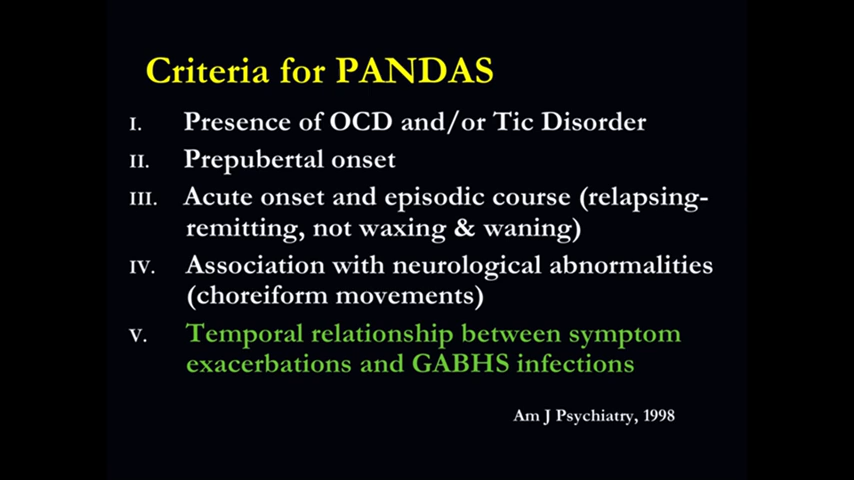 Criteria for PANDAS
I. Presence of OCD and/or Tic Disorder
II. Prepubertal onset
III. Acute onset and episodic course (relapsing-
remitting, not waxing & waning)
IV. Association with neurological abnormalities
(choreiform movements)
V. Temporal relationship between symptom
exacerbations and GABHS infections
Am J Psychiatry, 1998